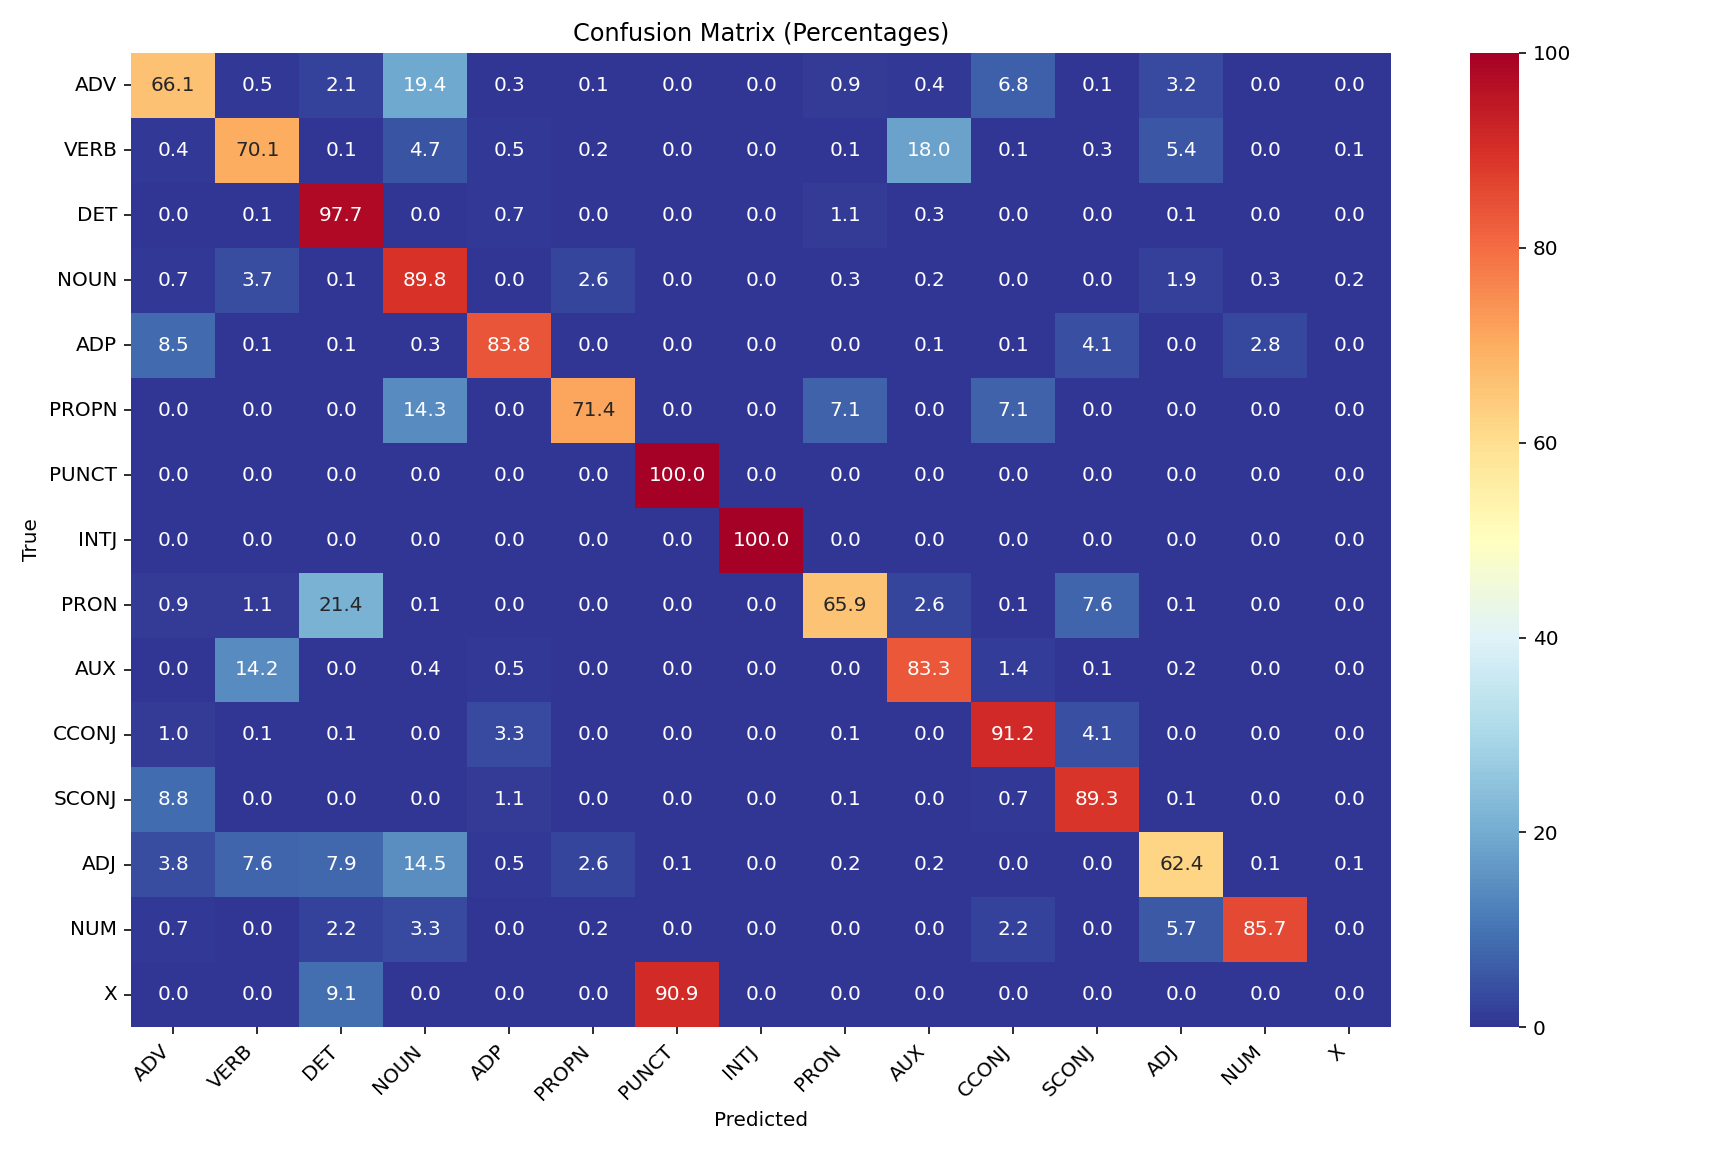 Confusion Matrix (Percentages)
ADV 66.1 0.5 2.1 19.4 0.3 0.1 0.0 0.0 0.9 0.4 6.8 0.1 3.2 0.0 0.0
VERB 0.4 70.1 0.1 4.7 0.5 0.2 0.0 0.0 0.1 18.0 0.1 0.3 5.4 0.0 0.1
DET 0.0 0.1 97.7 0.0 0.7 0.0 0.0 0.0 1.1 0.3 0.0 0.0 0.1 0.0 0.0
NOUN 0.7 3.7 0.1 89.8 0.0 2.6 0.0 0.0 0.3 0.2 0.0 0.0 1.9 0.3 0.2
ADP 8.5 0.1 0.1 0.3 83.8 0.0 0.0 0.0 0.0 0.1 0.1 4.1 0.0 2.8 0.0
PROPN 0.0 0.0 0.0 14.3 0.0 71.4 0.0 0.0 7.1 0.0 7.1 0.0 0.0 0.0 0.0
PUNCT 0.0 0.0 0.0 0.0 0.0 0.0 100.0 0.0 0.0 0.0 0.0 0.0 0.0 0.0 0.0
INTJ 0.0 0.0 0.0 0.0 0.0 0.0 0.0 100.0 0.0 0.0 0.0 0.0 0.0 0.0 0.0
PRON 0.9 1.1 21.4 0.1 0.0 0.0 0.0 0.0 65.9 2.6 0.1 7.6 0.1 0.0 0.0
AUX 0.0 14.2 0.0 0.4 0.5 0.0 0.0 0.0 0.0 83.3 1.4 0.1 0.2 0.0 0.0
CCONJ 1.0 0.1 0.1 0.0 3.3 0.0 0.0 0.0 0.1 0.0 91.2 4.1 0.0 0.0 0.0
SCONJ 8.8 0.0 0.0 0.0 1.1 0.0 0.0 0.0 0.1 0.0 0.7 89.3 0.1 0.0 0.0
ADJ 3.8 7.6 7.9 14.5 0.5 2.6 0.1 0.0 0.2 0.2 0.0 0.0 62.4 0.1 0.1
NUM 0.7 0.0 2.2 3.3 0.0 0.2 0.0 0.0 0.0 0.0 2.2 0.0 5.7 85.7 0.0
X 0.0 0.0 9.1 0.0 0.0 0.0 90.9 0.0 0.0 0.0 0.0 0.0 0.0 0.0 0.0
ADV VERB DET NOUN ADP PROPN PUNCT INTJ PRON AUX CCONJ SCONJ ADJ NUM X
Predicted
True
100
80
60
40
20
0